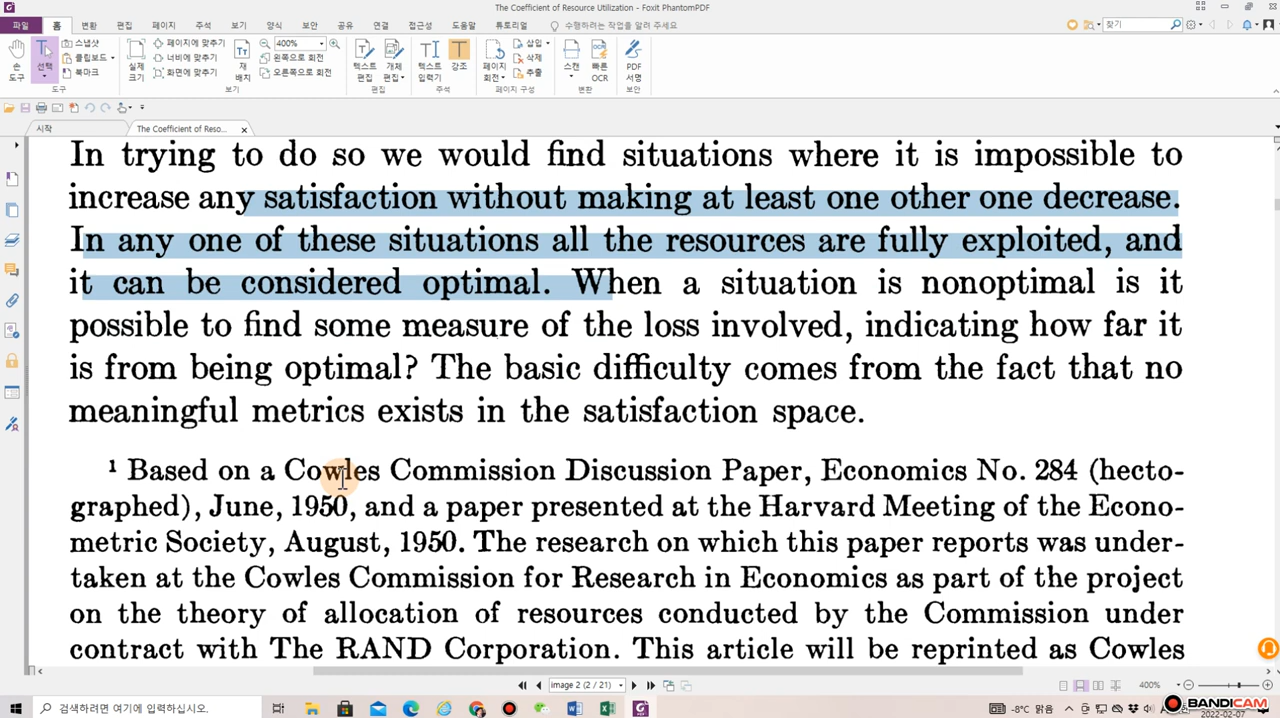 The Coefficient of Resource Utilization - Foxit PhantomPDF
파일 홈 변환 편집 페이지 주석 보기 양식 보안 공유 연결 접근성 도움말 튜토리얼 수행하려는 작업을 알려 주세요 찾기
손 도구 선택 스냅샷 클립보드 북마크 실제 크기 페이지에 맞추기 너비에 맞추기 화면에 맞추기 재 배치 400% 왼쪽으로 회전 오른쪽으로 회전 텍스트 편집 개체 편집 텍스트 입력기 강조 페이지 회전 삽입 삭제 추출 스캔 빠른 OCR PDF 서명
도구 보기 편집 주석 페이지 구성 변환 보안
시작 The Coefficient of Reso...
In trying to do so we would find situations where it is impossible to
increase any satisfaction without making at least one other one decrease.
In any one of these situations all the resources are fully exploited, and
it can be considered optimal. When a situation is nonoptimal is it
possible to find some measure of the loss involved, indicating how far it
is from being optimal? The basic difficulty comes from the fact that no
meaningful metrics exists in the satisfaction space.
1 Based on a Cowles Commission Discussion Paper, Economics No. 284 (hecto-
graphed), June, 1950, and a paper presented at the Harvard Meeting of the Econo-
metric Society, August, 1950. The research on which this paper reports was under-
taken at the Cowles Commission for Research in Economics as part of the project
on the theory of allocation of resources conducted by the Commission under
contract with The RAND Corporation. This article will be reprinted as Cowles
image 2 (2 / 21) 400%
검색하려면 여기에 입력하십시오. -8°C 맑음 BANDICAM
2022-02-07